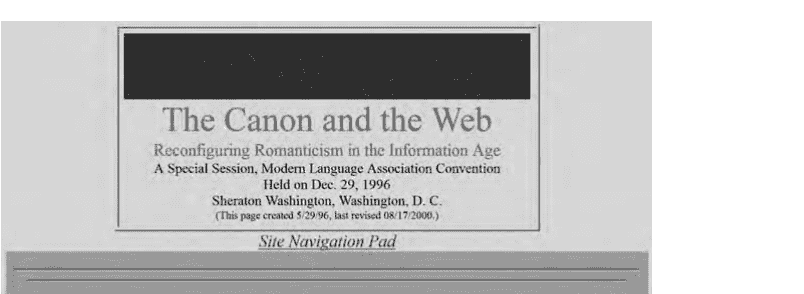 The Canon and the Web
Reconfiguring Romanticism in the Information Age
A Special Session, Modern Language Association Convention
Held on Dec. 29, 1996
Sheraton Washington, Washington, D. C.
(This page created 5/29/96, last revised 08/17/2000.)
Site Navigation Pad